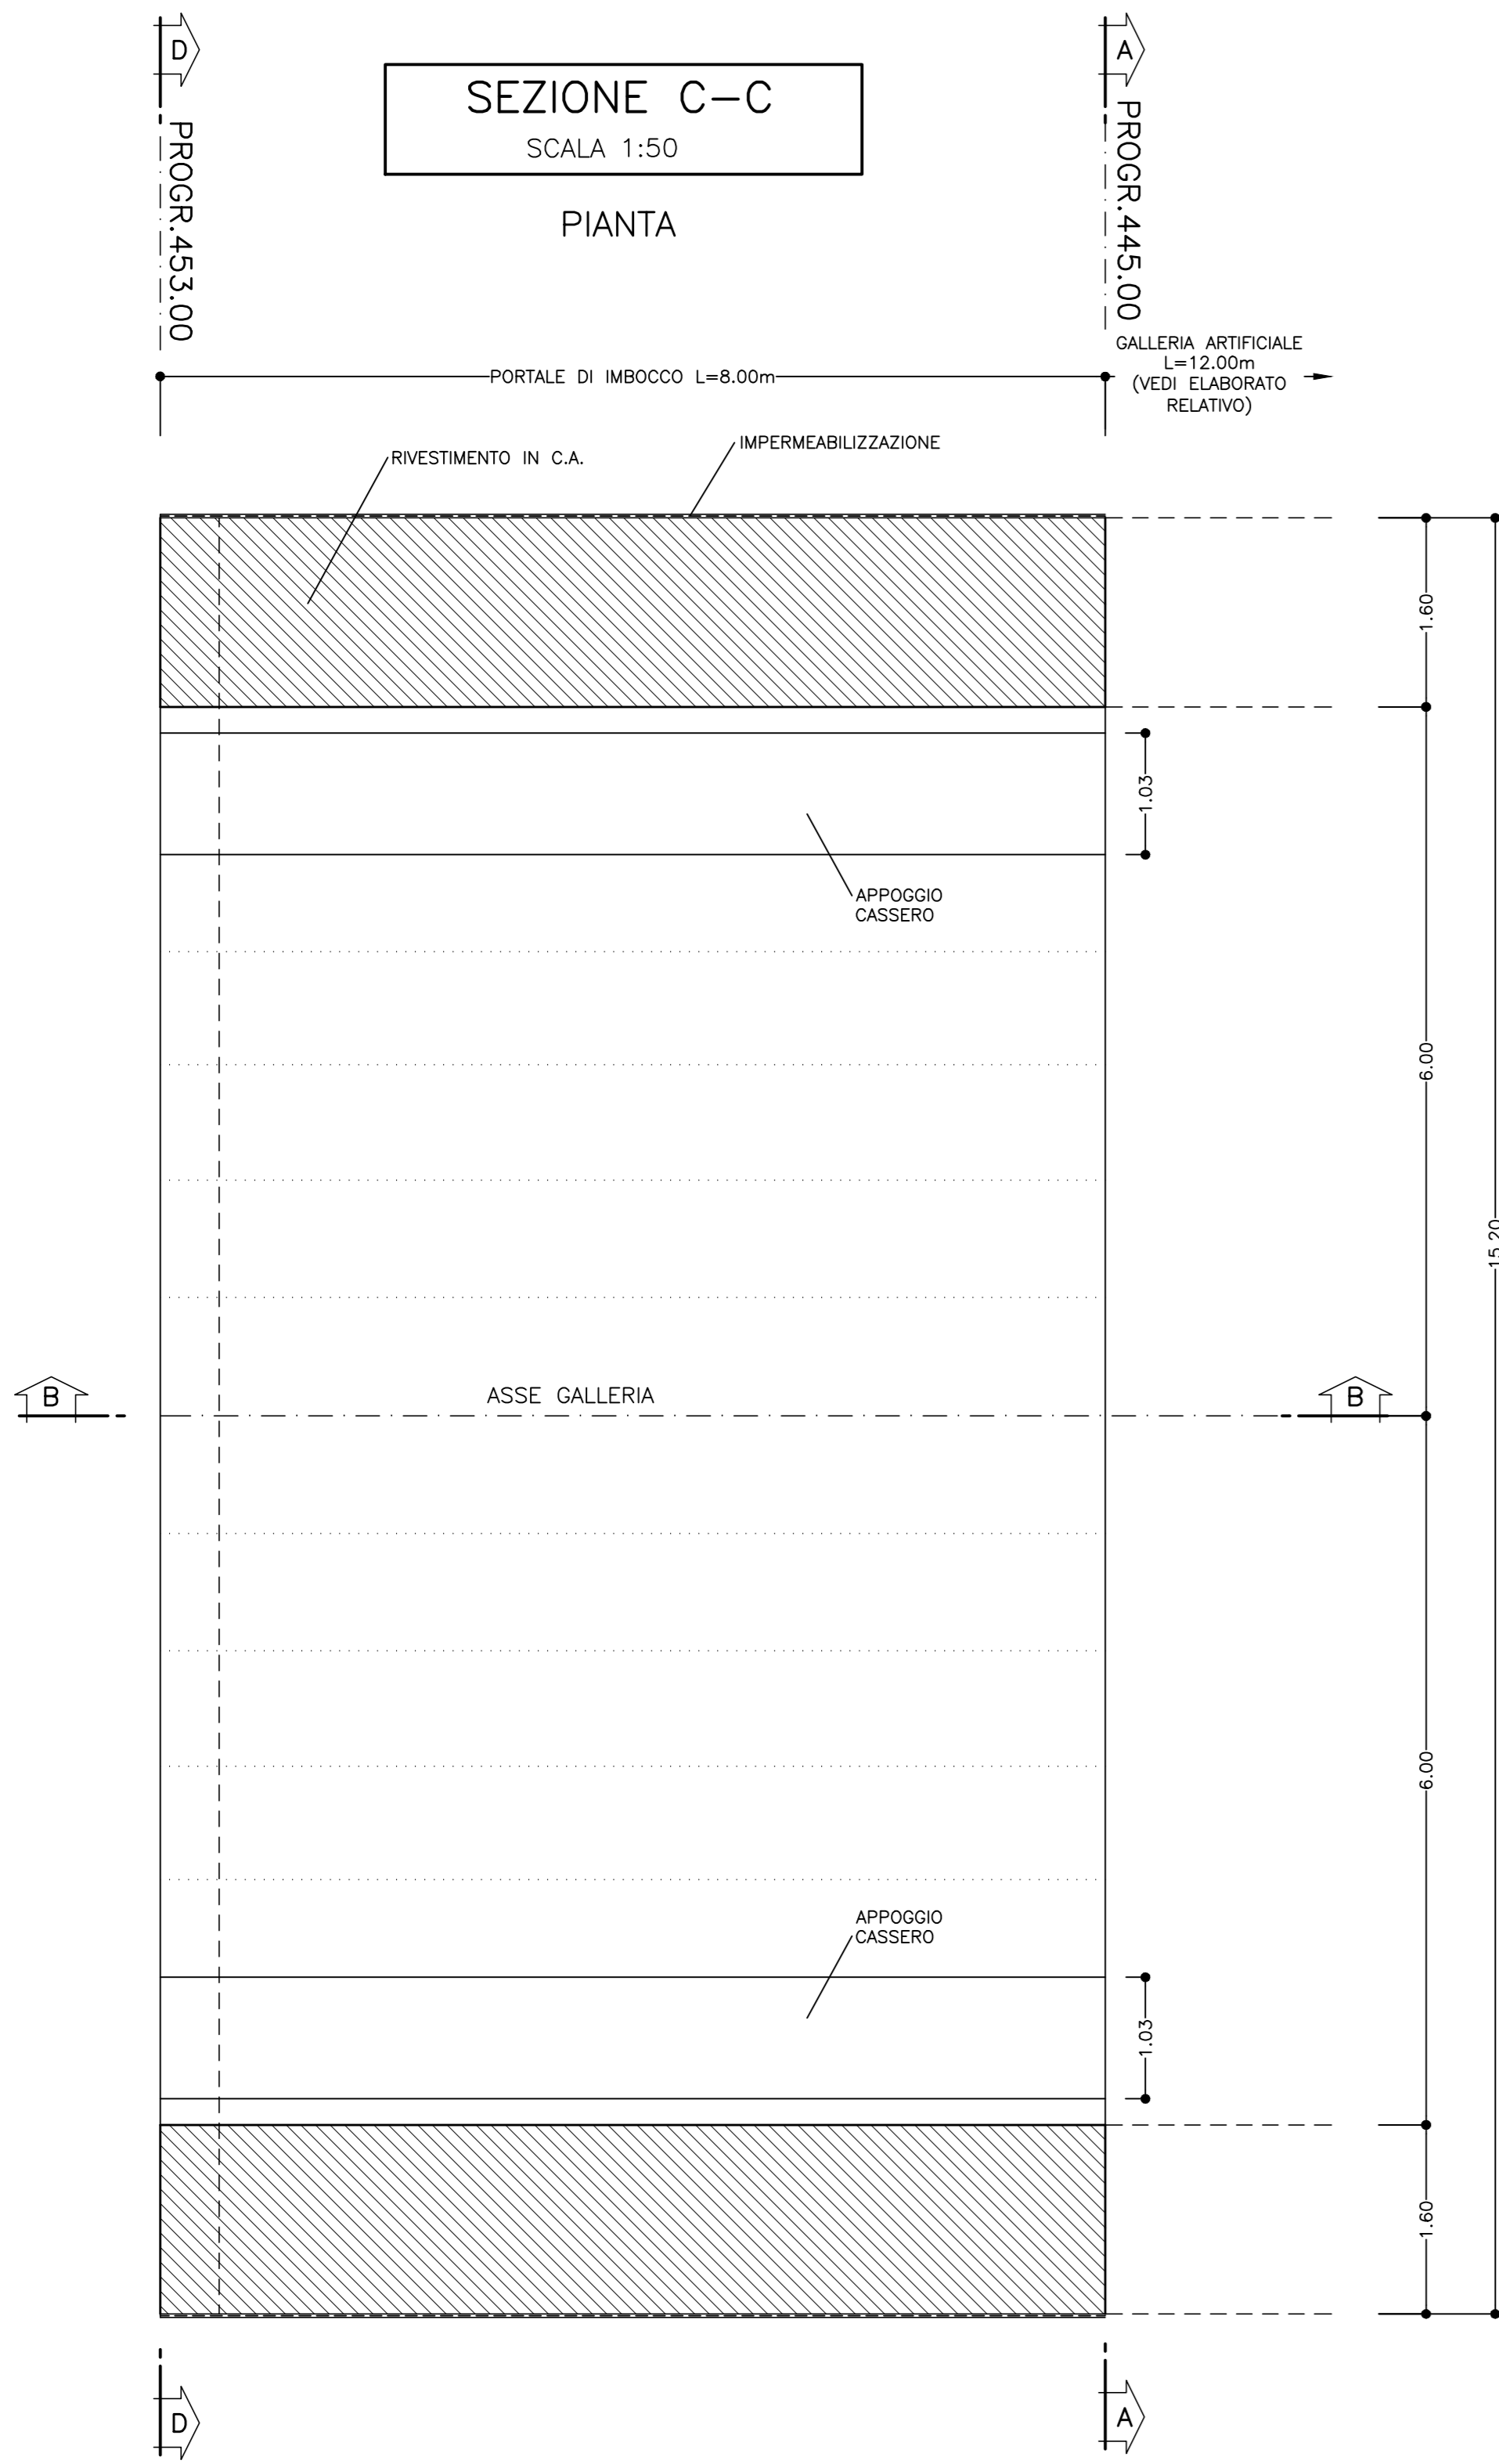 D
A
SEZIONE C-C
SCALA 1:50
PIANTA
PROGR.453.00
PROGR.445.00
GALLERIA ARTIFICIALE
L=12.00m
(VEDI ELABORATO
RELATIVO)
PORTALE DI IMBOCCO L=8.00m
IMPERMEABILIZZAZIONE
RIVESTIMENTO IN C.A.
1.60
1.03
APPOGGIO
CASSERO
6.00
15.20
B
ASSE GALLERIA
B
6.00
APPOGGIO
CASSERO
1.03
1.60
D
A